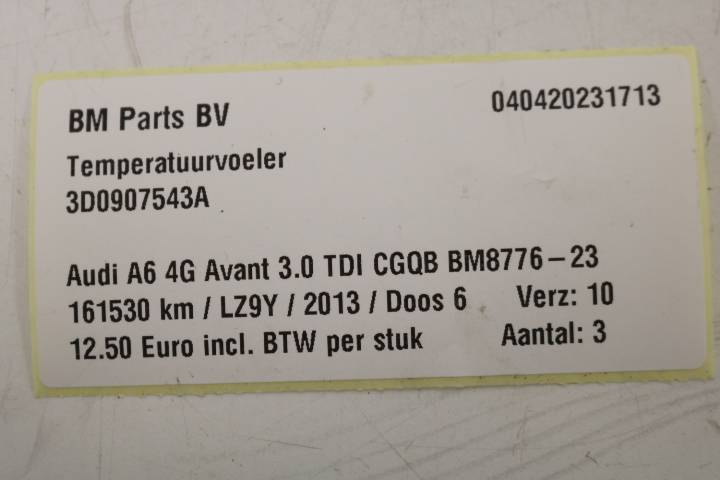 BM Parts BV 040420231713
Temperatuurvoeler
3D0907543A
Audi A6 4G Avant 3.0 TDI CGQB BM8776-23
161530 km / LZ9Y / 2013 / Doos 6 Verz: 10
12.50 Euro incl. BTW per stuk Aantal: 3